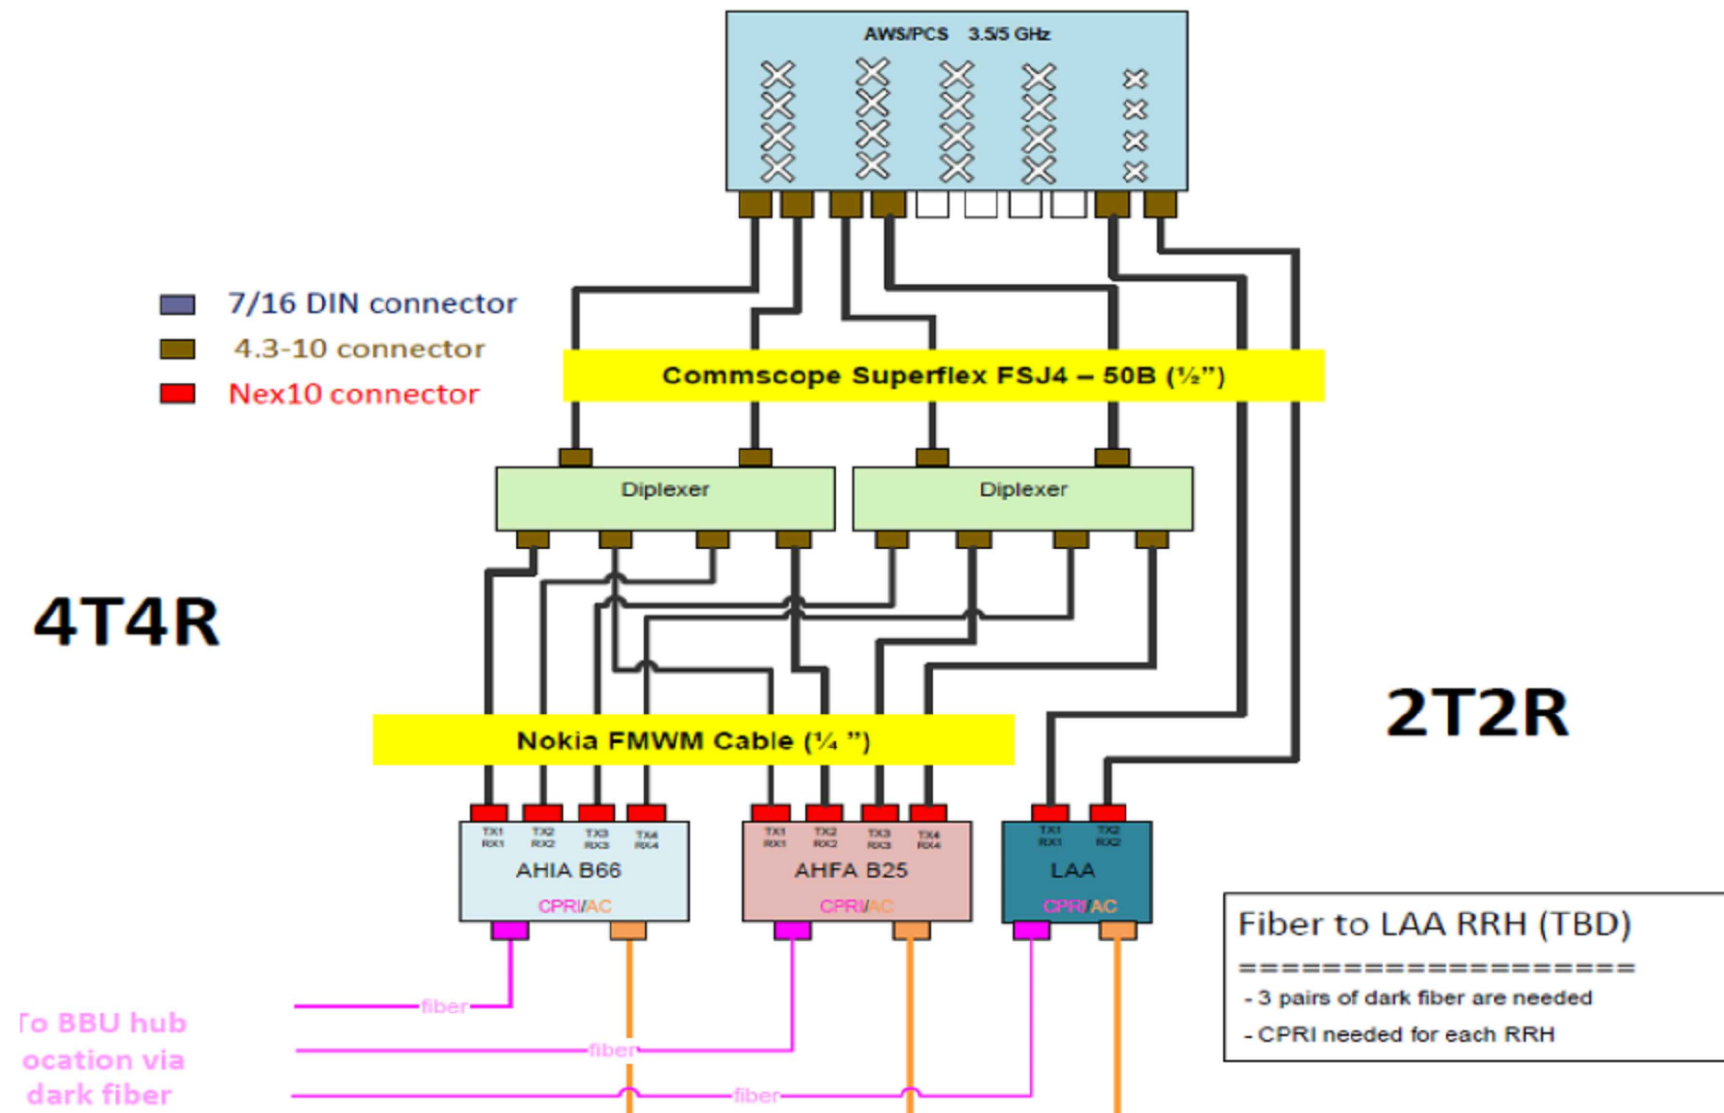 AWS/PCS 3.5/5 GHz
7/16 DIN connector
4.3-10 connector
Nex10 connector
Commscope Superflex FSJ4 – 50B (½”)
Diplexer
Diplexer
4T4R
2T2R
Nokia FMWM Cable (¼ ”)
TX1 TX2 TX3 TX4
RX1 RX2 RX3 RX4
AHIA B66
CPRI/AC
TX1 TX2 TX3 TX4
RX1 RX2 RX3 RX4
AHFA B25
CPRI/AC
TX1 TX2
RX1 RX2
LAA
CPRI/AC
Fiber to LAA RRH (TBD)
===================
- 3 pairs of dark fiber are needed
- CPRI needed for each RRH
fiber
fiber
fiber
To BBU hub
ocation via
dark fiber